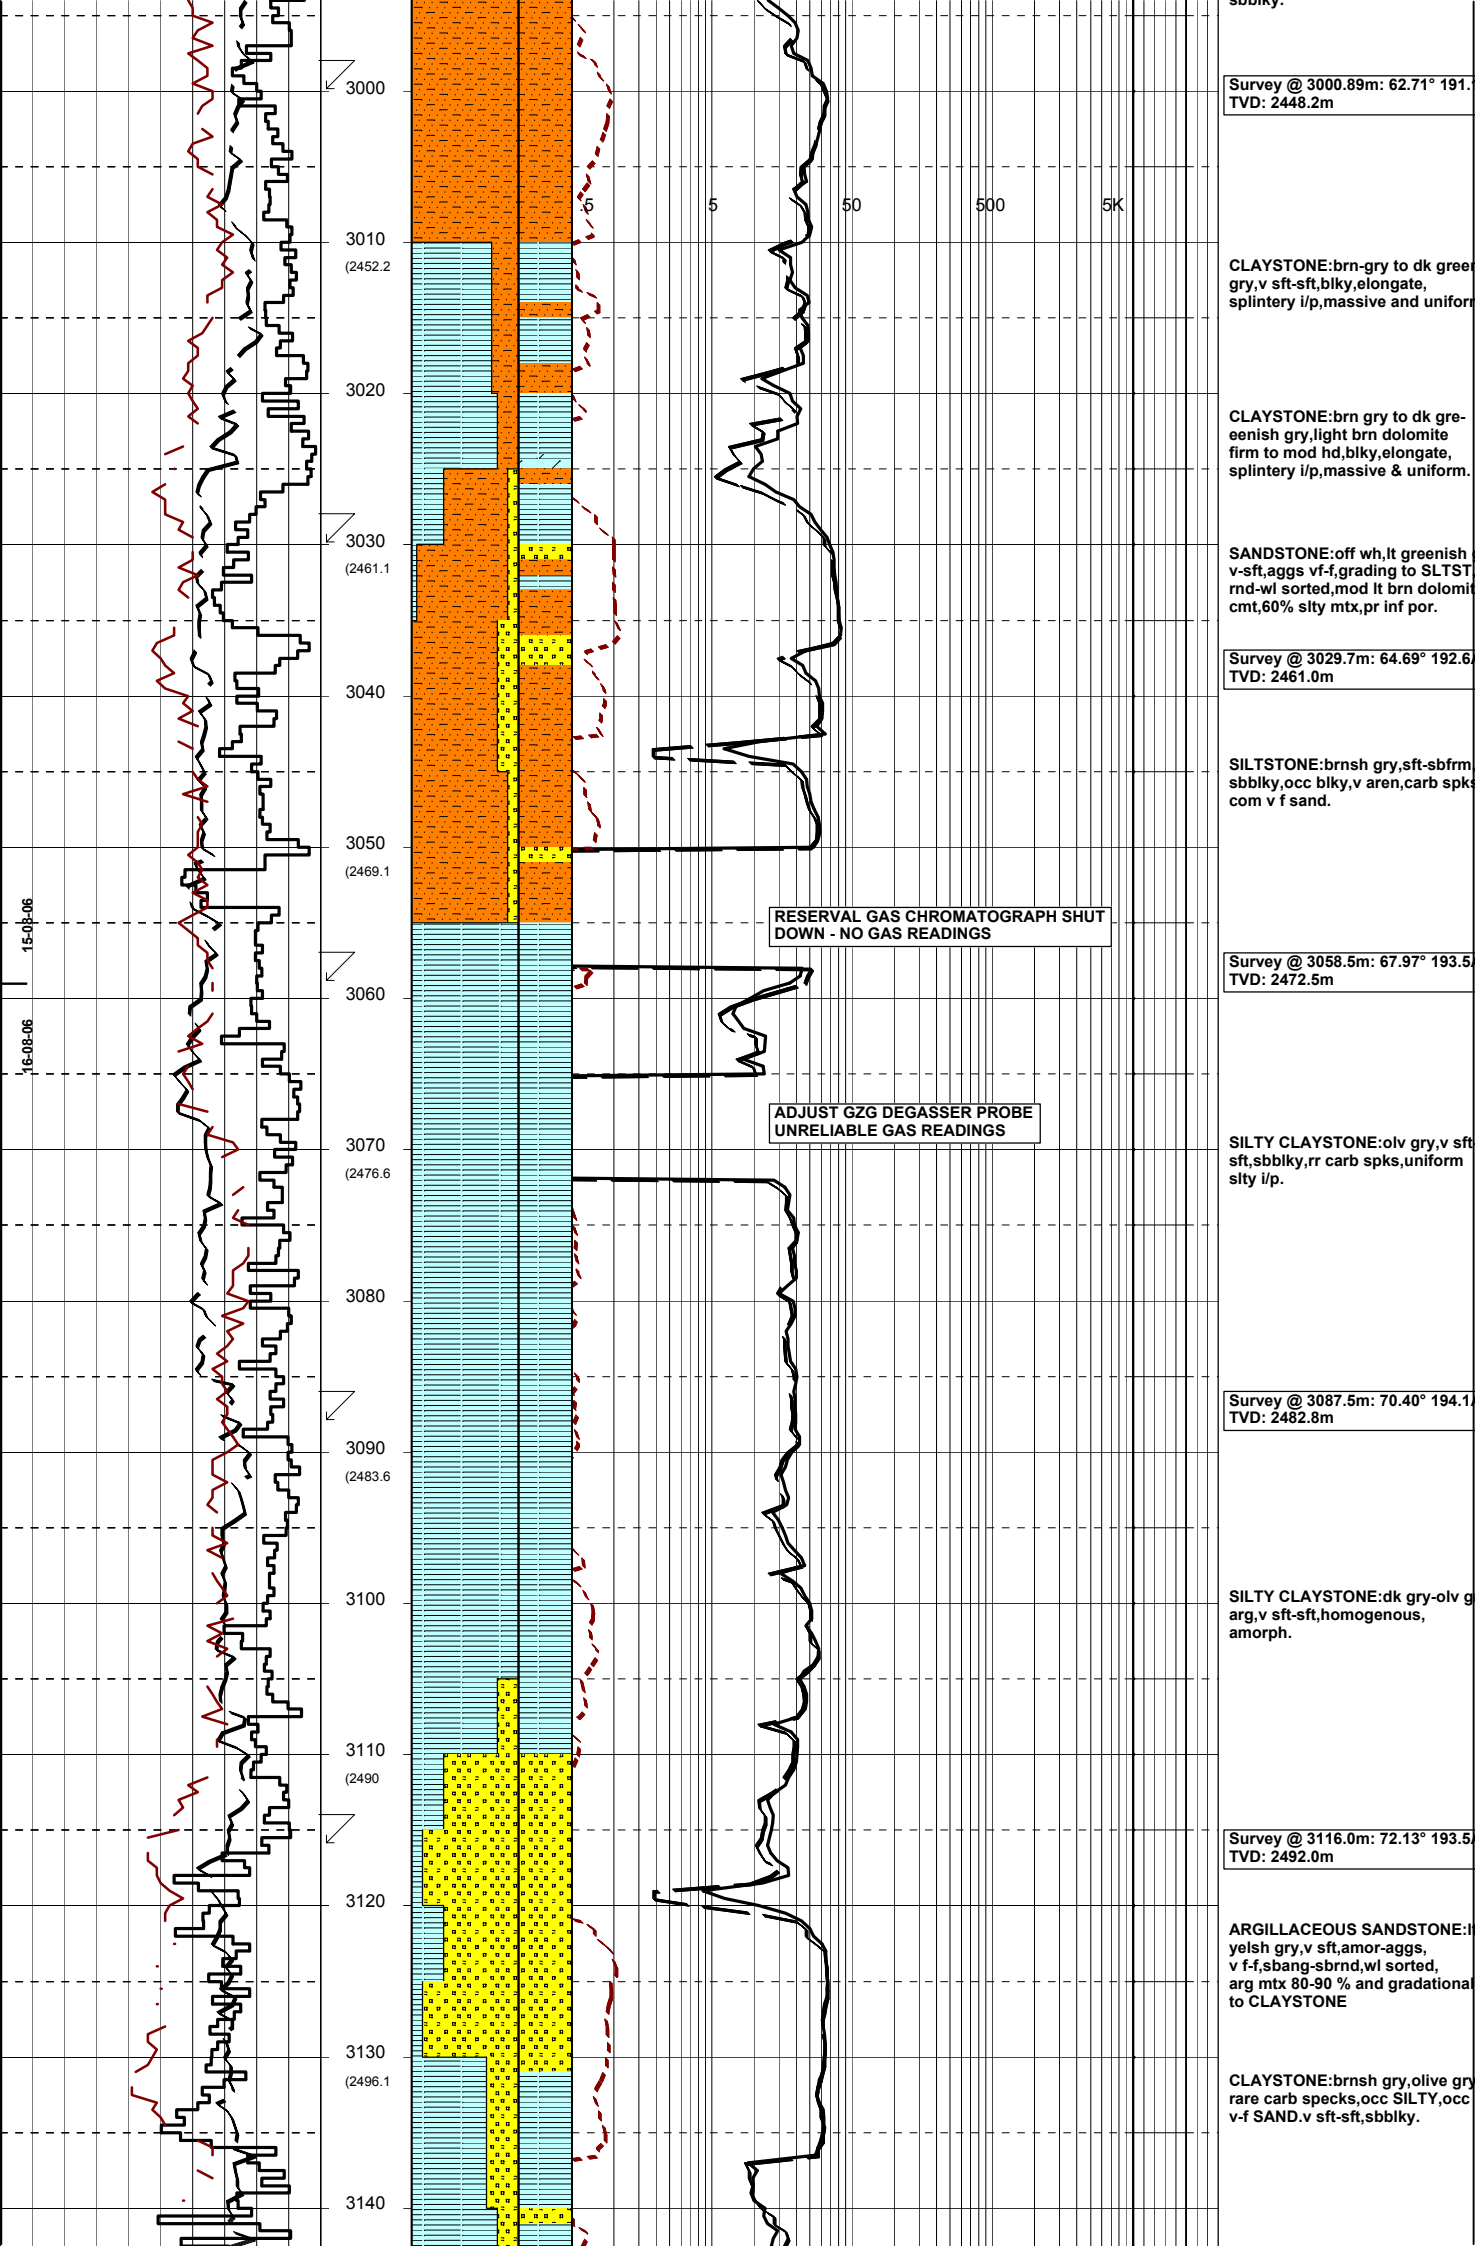 sbblky.
3000
Survey @ 3000.89m: 62.71° 191.
TVD: 2448.2m
.5 5 50 500 5K
3010
(2452.2
CLAYSTONE:brn-gry to dk green
gry,v sft-sft,blky,elongate,
splintery i/p,massive and uniform
3020
CLAYSTONE:brn gry to dk gre-
eenish gry,light brn dolomite
firm to mod hd,blky,elongate,
splintery i/p,massive & uniform.
3030
(2461.1
SANDSTONE:off wh,lt greenish
v-sft,aggs vf-f,grading to SLTST,
rnd-wl sorted,mod lt brn dolomit
cmt,60% slty mtx,pr inf por.
Survey @ 3029.7m: 64.69° 192.6
TVD: 2461.0m
3040
SILTSTONE:brnsh gry,sft-sbfrm,
sbblky,occ blky,v aren,carb spks
com v f sand.
3050
(2469.1
15-08-06
RESERVAL GAS CHROMATOGRAPH SHUT
DOWN - NO GAS READINGS
Survey @ 3058.5m: 67.97° 193.5
TVD: 2472.5m
3060
16-08-06
ADJUST GZG DEGASSER PROBE
UNRELIABLE GAS READINGS
3070
(2476.6
SILTY CLAYSTONE:olv gry,v sft-
sft,sbblky,rr carb spks,uniform
slty i/p.
3080
Survey @ 3087.5m: 70.40° 194.1
TVD: 2482.8m
3090
(2483.6
3100
SILTY CLAYSTONE:dk gry-olv g
arg,v sft-sft,homogenous,
amorph.
3110
(2490
Survey @ 3116.0m: 72.13° 193.5
TVD: 2492.0m
3120
ARGILLACEOUS SANDSTONE:
yelsh gry,v sft,amor-aggs,
v f-f,sbang-sbrnd,wl sorted,
arg mtx 80-90 % and gradational
to CLAYSTONE
3130
(2496.1
CLAYSTONE:brnsh gry,olive gry
rare carb specks,occ SILTY,occ
v-f SAND.v sft-sft,sbblky.
3140